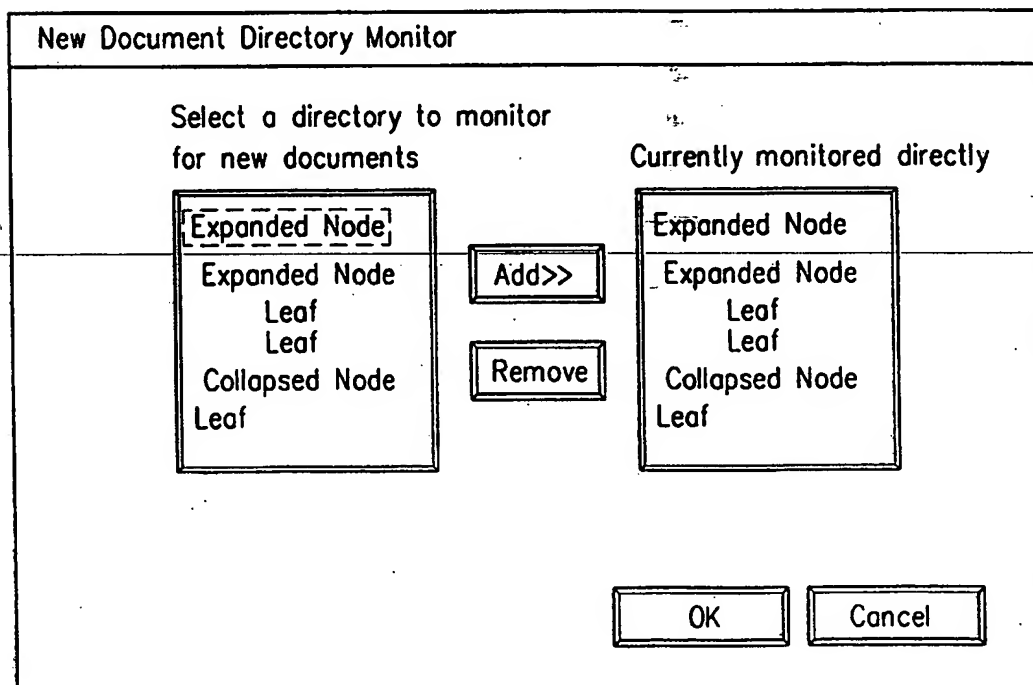 New Document Directory Monitor
Select a directory to monitor
for new documents
Expanded Node
Expanded Node
Leaf
Leaf
Collapsed Node
Leaf
Add>>
Remove
Currently monitored directly
Expanded Node
Expanded Node
Leaf
Leaf
Collapsed Node
Leaf
OK
Cancel